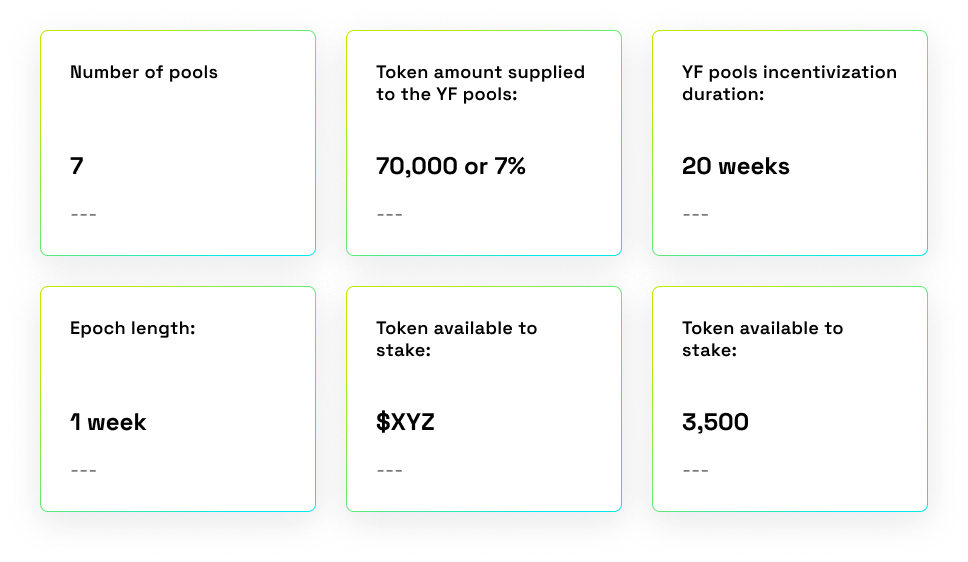 Number of pools
7
---
Token amount supplied
to the YF pools:
70,000 or 7%
---
YF pools incentivization
duration:
20 weeks
---
Epoch length:
1 week
---
Token available to
stake:
$XYZ
---
Token available to
stake:
3,500
---